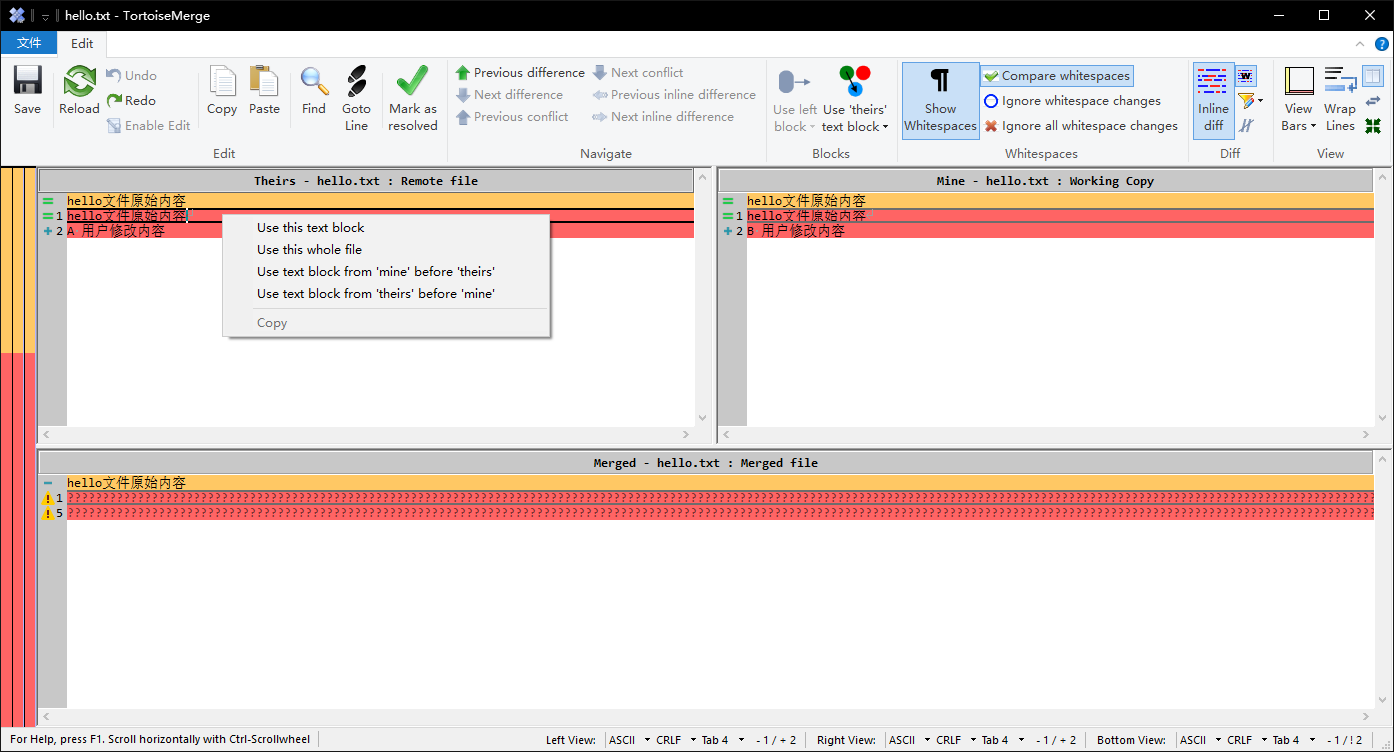 hello.txt - TortoiseMerge
文件
Edit
Save
Reload
Undo
Redo
Enable Edit
Copy
Paste
Find
Goto
Line
Mark as
resolved
Edit
Previous difference
Next difference
Previous conflict
Next conflict
Previous inline difference
Next inline difference
Navigate
Use left
block
Use 'theirs'
text block
Blocks
Show
Whitespaces
Compare whitespaces
Ignore whitespace changes
Ignore all whitespace changes
Whitespaces
Inline
diff
Diff
View
Bars
Wrap
Lines
View
Theirs - hello.txt : Remote file
hello文件原始内容
1 hello文件原始内容
2 A 用户修改内容
Use this text block
Use this whole file
Use text block from 'mine' before 'theirs'
Use text block from 'theirs' before 'mine'
Copy
Mine - hello.txt : Working Copy
hello文件原始内容
1 hello文件原始内容
2 B 用户修改内容
Merged - hello.txt : Merged file
hello文件原始内容
1
5
For Help, press F1. Scroll horizontally with Ctrl-Scrollwheel
Left View: ASCII CRLF Tab 4 - 1 / + 2
Right View: ASCII CRLF Tab 4 - 1 / + 2
Bottom View: ASCII CRLF Tab 4 - 1 / ! 2